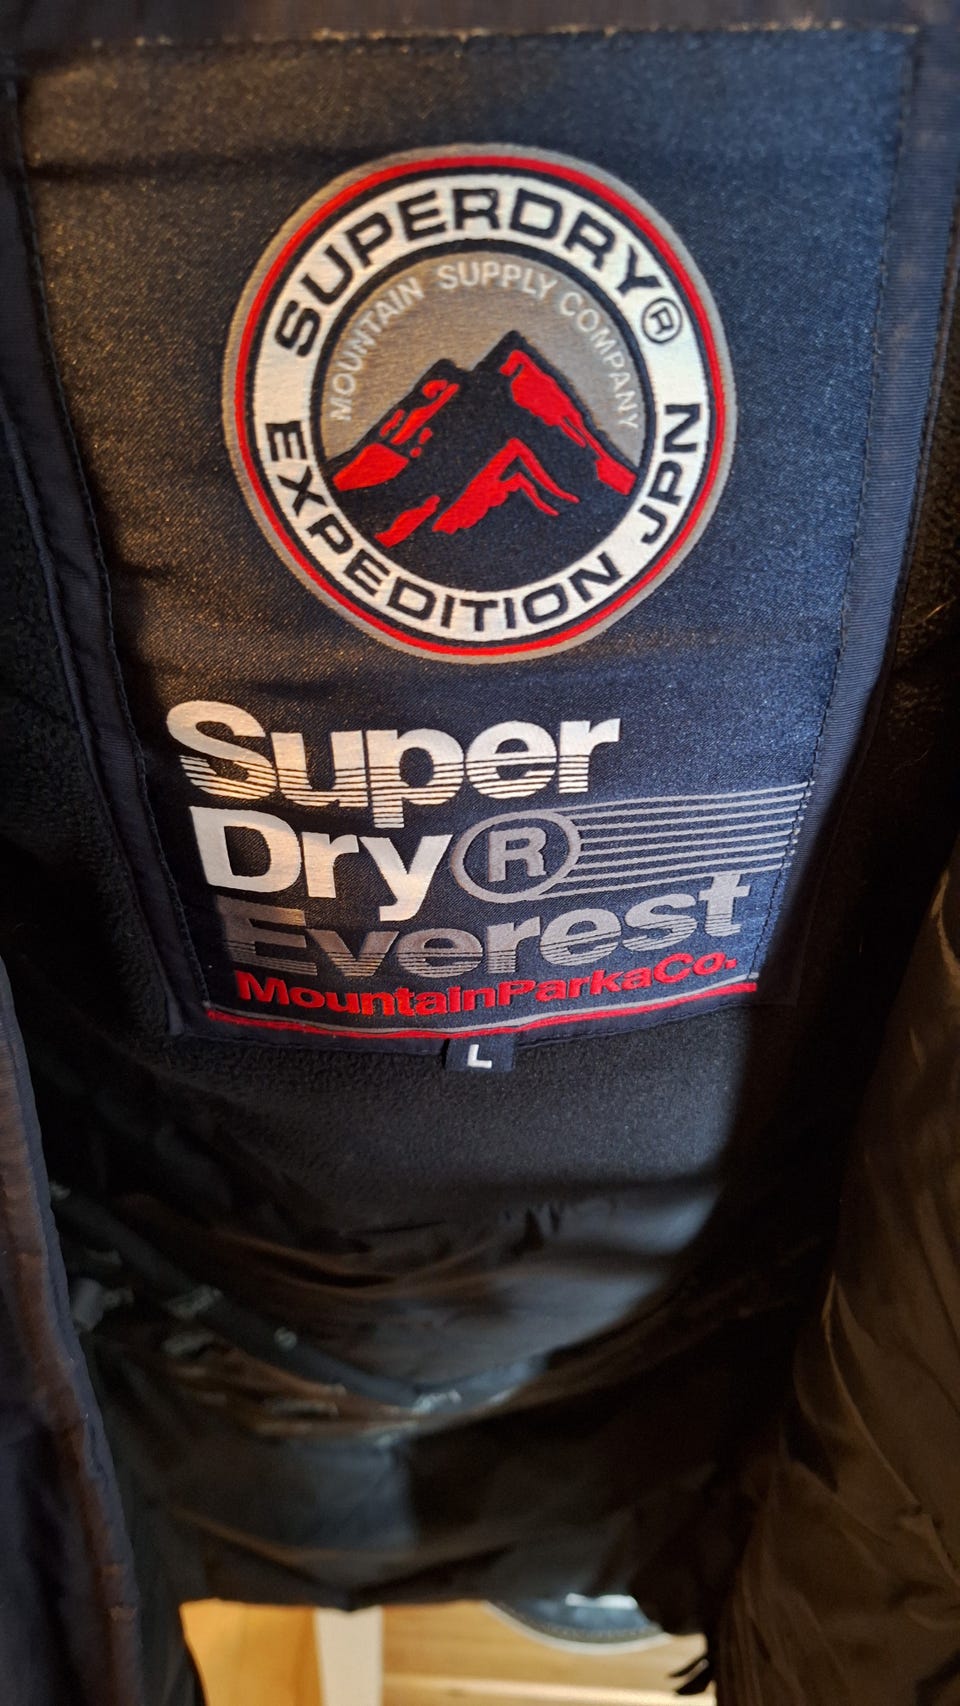 SUPERDRY®
MOUNTAIN SUPPLY COMPANY
EXPEDITION JPN
Super
Dry®
Everest
MountainParkaCo.
L